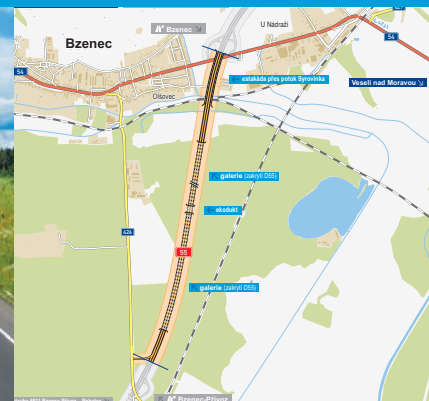 427
Bzenec ↘
U Nádraží
54
Bzenec
54
estakáda přes potok Syrovinka
Veselí nad Moravou ↘
Olšovec
galerie (zakrytí D55)
ekodukt
426
55
galerie (zakrytí D55)
Bzenec-Přívoz